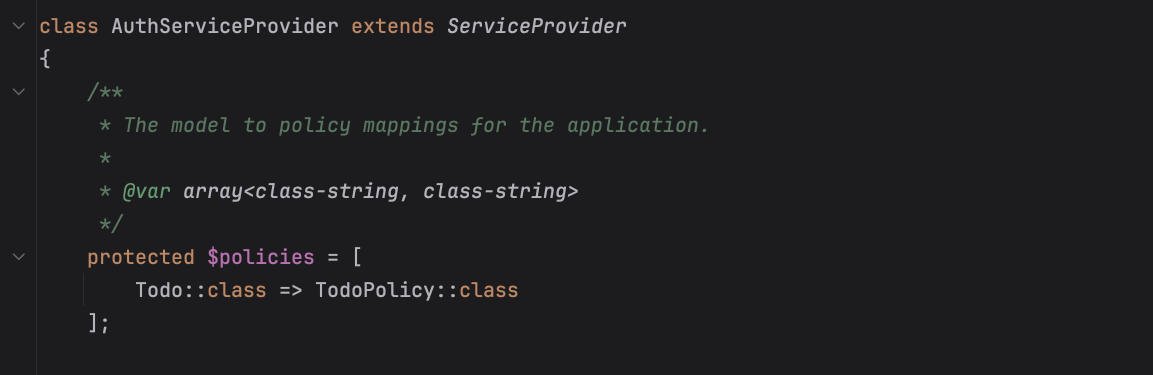 class AuthServiceProvider extends ServiceProvider
{
    /**
     * The model to policy mappings for the application.
     *
     * @var array<class-string, class-string>
     */
    protected $policies = [
        Todo::class => TodoPolicy::class
    ];